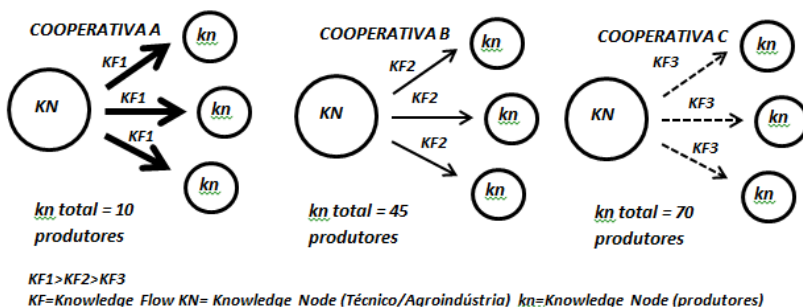 COOPERATIVA A
kn
KF1
KN
KF1
kn
KF1
kn
kn total = 10
produtores
COOPERATIVA B
kn
KF2
KN
KF2
kn
KF2
kn
kn total = 45
produtores
COOPERATIVA C
kn
KF3
KN
KF3
kn
KF3
kn
kn total = 70
produtores
KF1>KF2>KF3
KF=Knowledge Flow KN= Knowledge Node (Técnico/Agroindústria) kn=Knowledge Node (produtores)